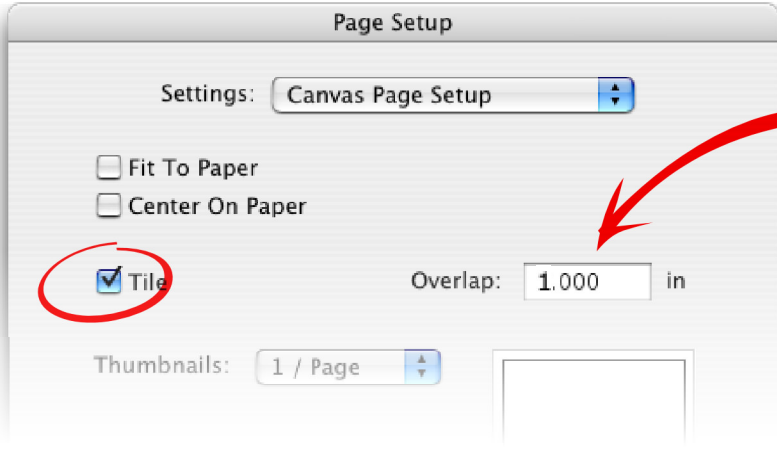 Page Setup
Settings: Canvas Page Setup
Fit To Paper
Center On Paper
Tile Overlap: 1.000 in
Thumbnails: 1 / Page